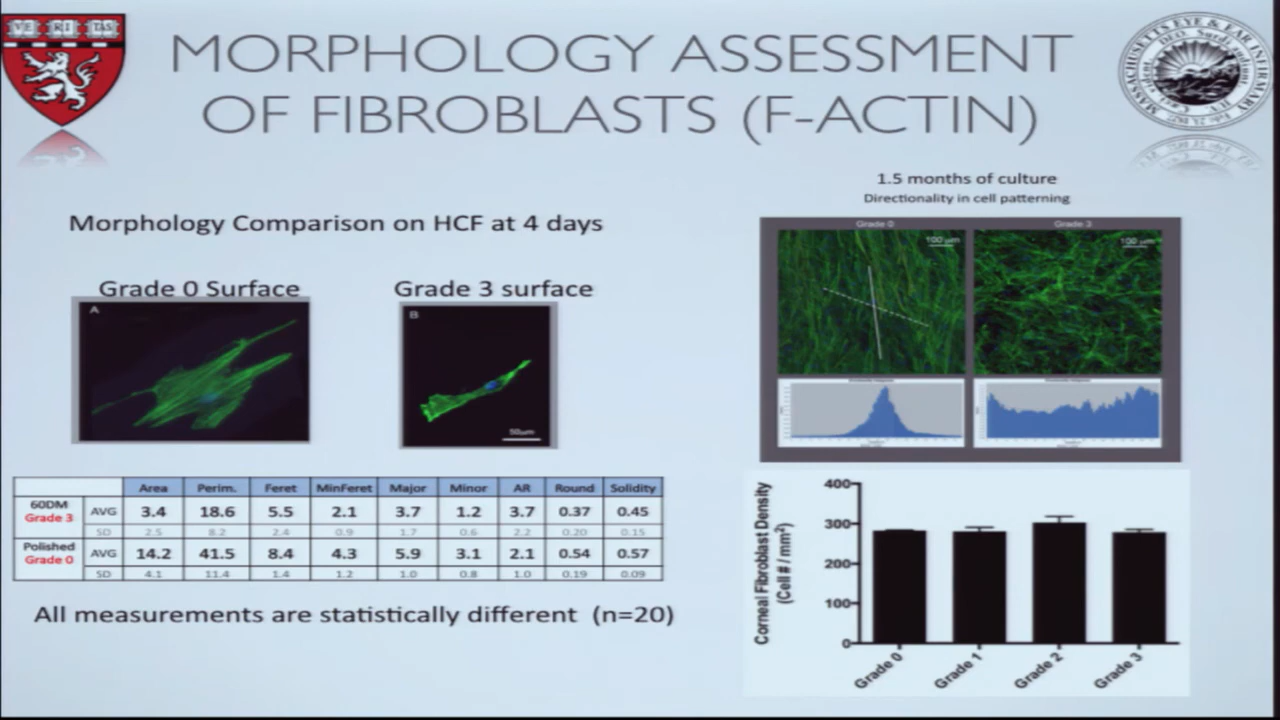 VE RI TAS
MORPHOLOGY ASSESSMENT
OF FIBROBLASTS (F-ACTIN)
MASSACHUSETTS EYE & EAR INFIRMARY
1.5 months of culture
Directionality in cell patterning
Morphology Comparison on HCF at 4 days
Grade 0 Surface
Grade 3 surface
A
B
50µm
Grade 0
Grade 3
100 µm
100 µm
Area Perim. Feret MinFeret Major Minor AR Round Solidity
60DM
Grade 3
AVG 3.4 18.6 5.5 2.1 3.7 1.2 3.7 0.37 0.45
SD 2.5 8.2 2.4 0.9 1.7 0.6 2.2 0.20 0.15
Polished
Grade 0
AVG 14.2 41.5 8.4 4.3 5.9 3.1 2.1 0.54 0.57
SD 4.1 11.4 1.4 1.2 1.0 0.8 1.0 0.19 0.09
All measurements are statistically different (n=20)
Corneal Fibroblast Density
(Cell # / mm²)
400
300
200
100
0
Grade 0
Grade 1
Grade 2
Grade 3